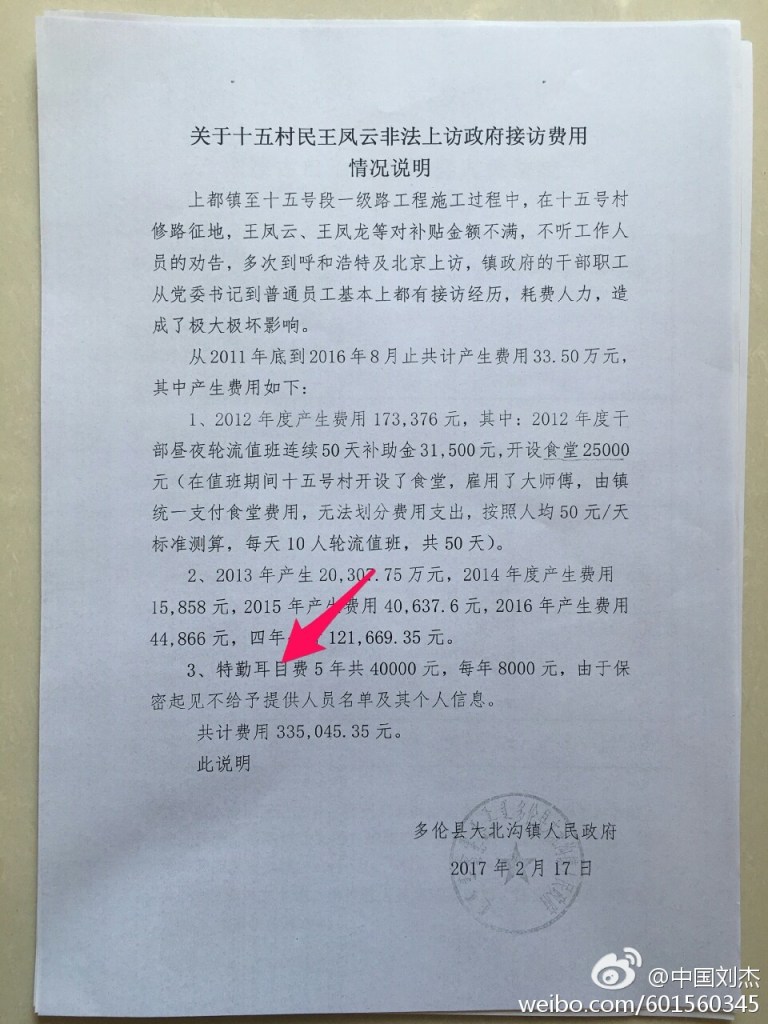 关于十五村民王凤云非法上访政府接访费用
情况说明
上都镇至十五号段一级路工程施工过程中，在十五号村
修路征地，王凤云、王凤龙等对补贴金额不满，不听工作人
员的劝告，多次到呼和浩特及北京上访，镇政府的干部职工
从党委书记到普通员工基本上都有接访经历，耗费人力，造
成了极大极坏影响。
从2011年底到2016年8月止共计产生费用33.50万元，
其中产生费用如下：
1、2012年度产生费用173,376元，其中：2012年度干
部昼夜轮流值班连续50天补助金31,500元,开设食堂25000
元（在值班期间十五号村开设了食堂，雇用了大师傅，由镇
统一支付食堂费用，无法划分费用支出，按照人均50元/天
标准测算，每天10人轮流值班，共50天）。
2、2013年产生20,307.75万元，2014年度产生费用
15,858元，2015年产生费用40,637.6元，2016年产生费用
44,866元，四年 121,669.35元。
3、特勤耳目费5年共40000元，每年8000元，由于保
密起见不给予提供人员名单及其个人信息。
共计费用335,045.35元。
此说明
多伦县大北沟镇人民政府
2017年2月17日
@中国刘杰
weibo.com/601560345